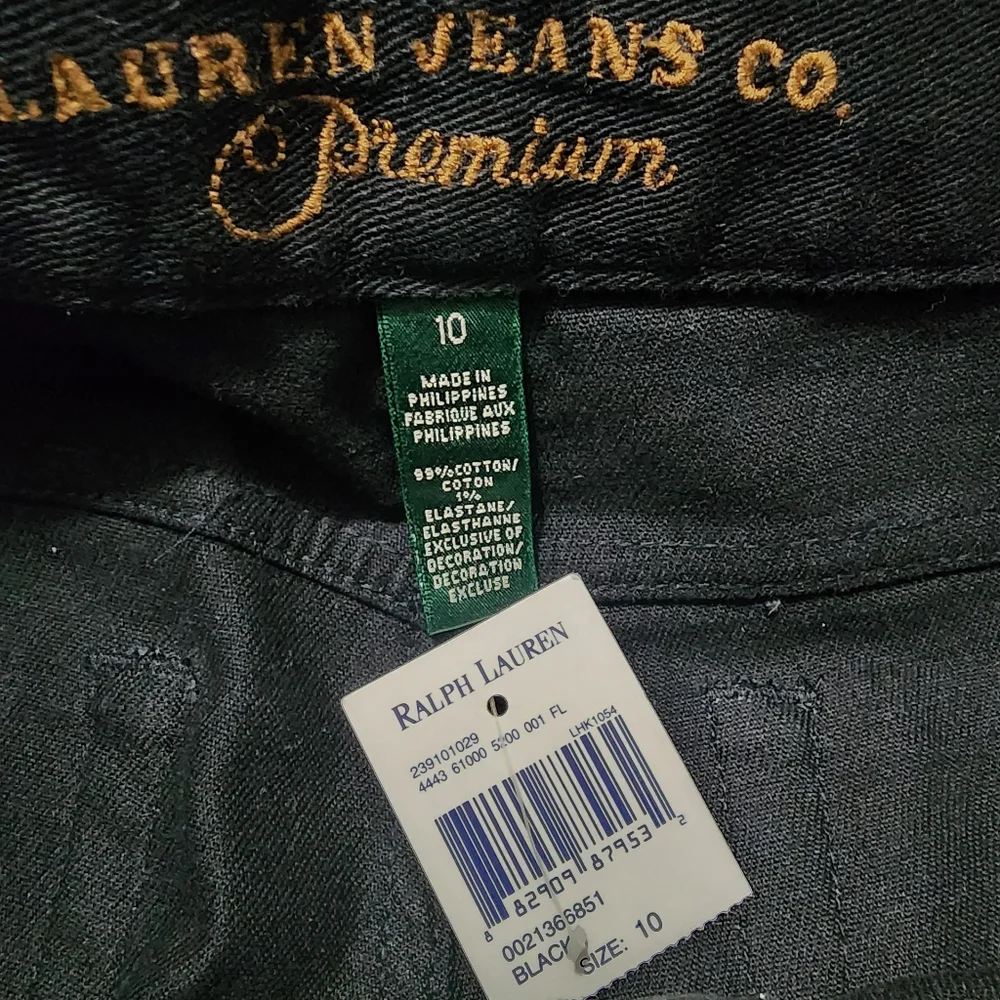 LAUREN JEANS CO.
Premium
10
MADE IN
PHILIPPINES
FABRIQUE AUX
PHILIPPINES
99%COTTON/
COTON
1%
ELASTANE/
ELASTHANNE
EXCLUSIVE OF
DECORATION/
DECORATION
EXCLUSE
RALPH LAUREN
239101029
4443 61000 5200 001 FL
LHK1054
8 82909 87953 2
0021366851
BLACK SIZE: 10